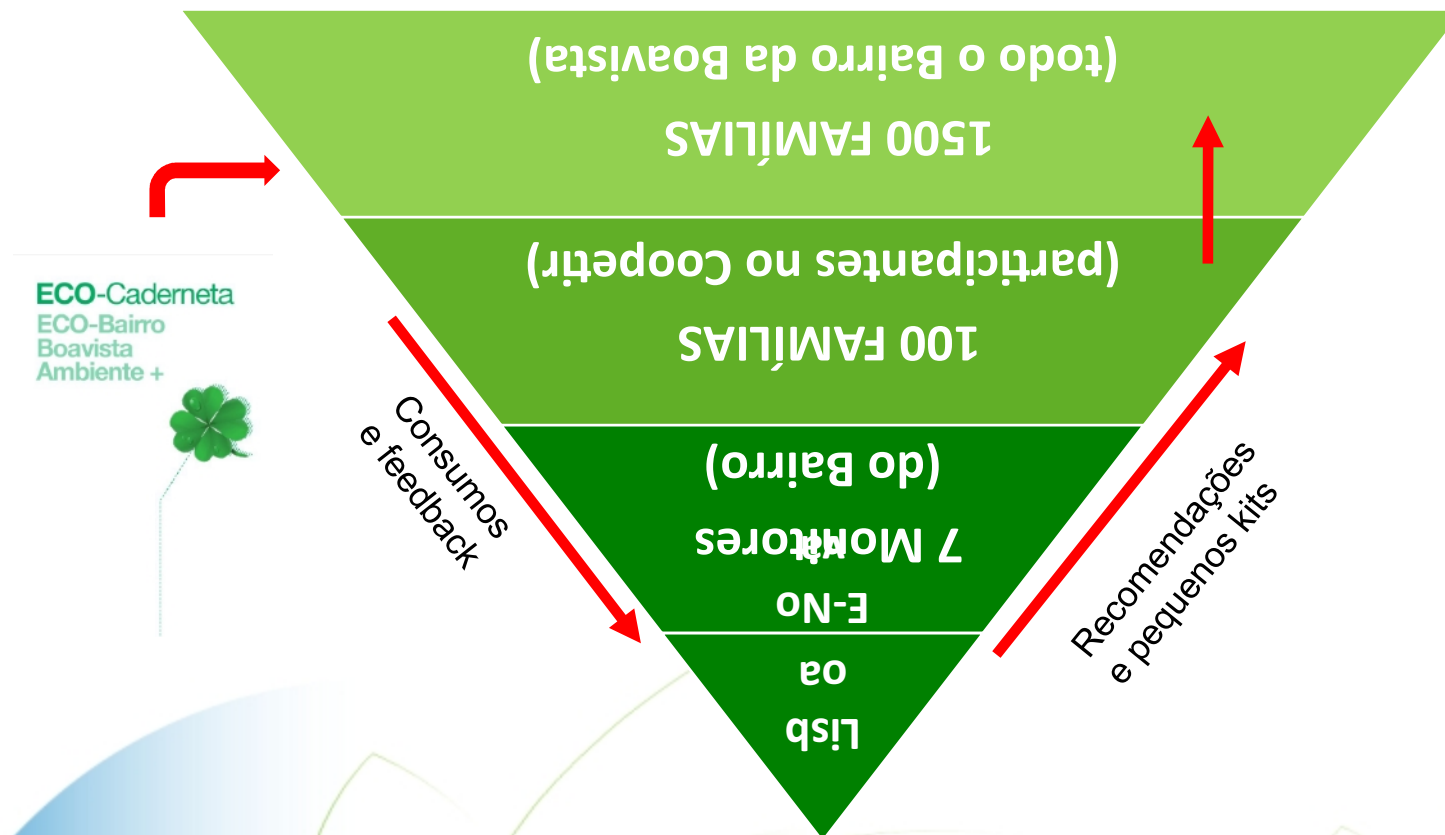 1500 FAMÍLIAS
(todo o Bairro da Boavista)
100 FAMÍLIAS
(participantes no Coopetir)
7 Monitores
(do Bairro)
Lisb
oa
E-No
va
ECO-Caderneta
ECO-Bairro
Boavista
Ambiente +
Consumos
e feedback
Recomendações
e pequenos kits